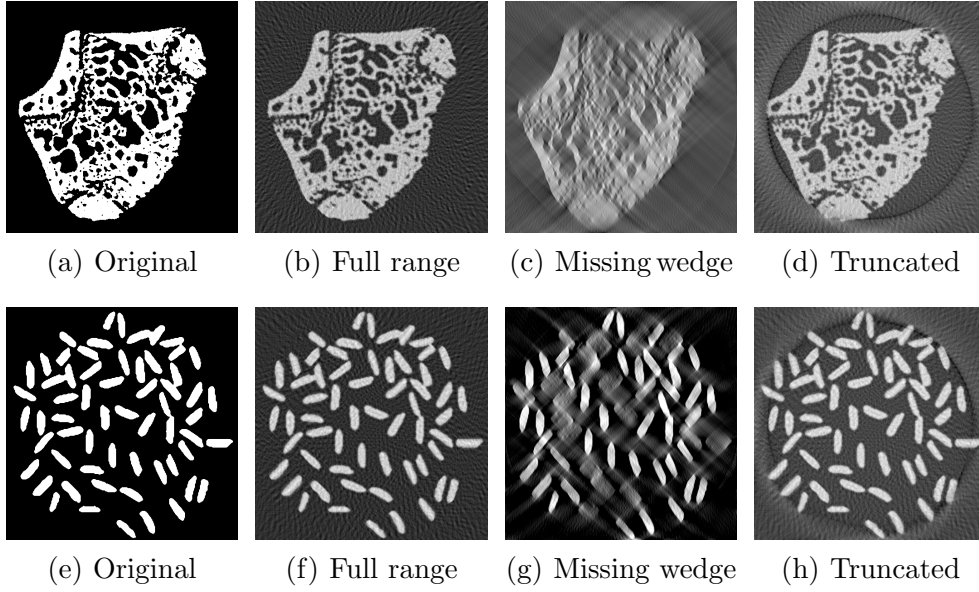 (a) Original (b) Full range (c) Missing wedge (d) Truncated
(e) Original (f) Full range (g) Missing wedge (h) Truncated